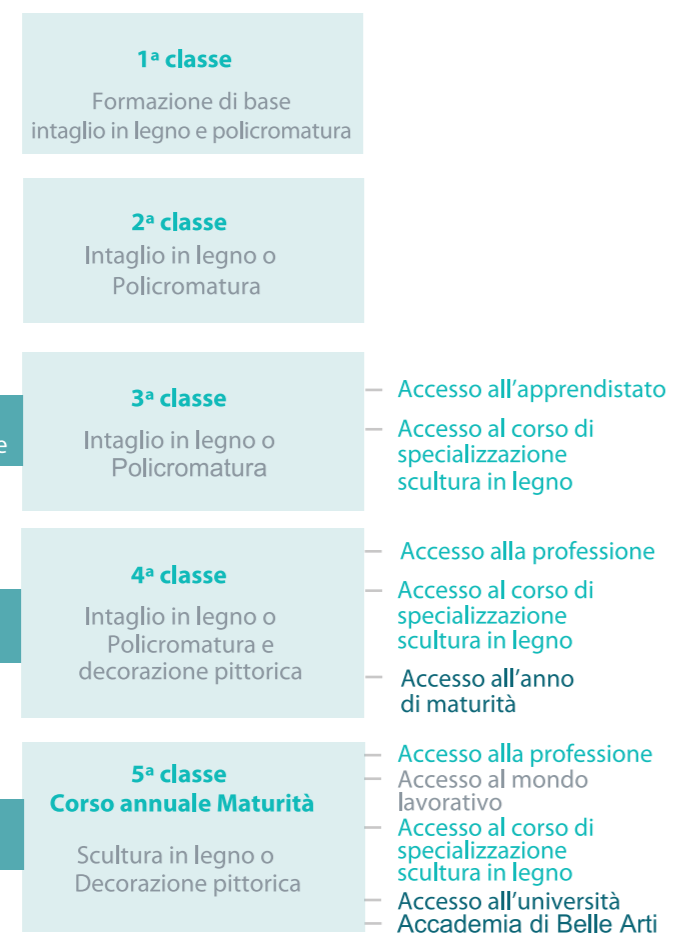 1ª classe
Formazione di base
intaglio in legno e policromatura
2ª classe
Intaglio in legno o
Policromatura
3ª classe
Intaglio in legno o
Policromatura
Accesso all'apprendistato
Accesso al corso di
specializzazione
scultura in legno
e
4ª classe
Intaglio in legno o
Policromatura e
decorazione pittorica
Accesso alla professione
Accesso al corso di
specializzazione
scultura in legno
Accesso all'anno
di maturità
5ª classe
Corso annuale Maturità
Scultura in legno o
Decorazione pittorica
Accesso alla professione
Accesso al mondo
lavorativo
Accesso al corso di
specializzazione
scultura in legno
Accesso all'università
Accademia di Belle Arti